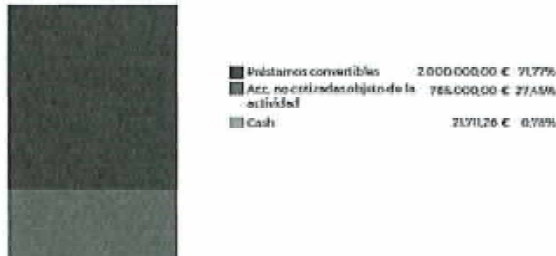 Préstamos convertibles 2.000.000,00 € 71,77%
Acc. no cotizadas objeto de la 765.000,00 € 27,45%
actividad
Cash 21.711,26 € 0,78%